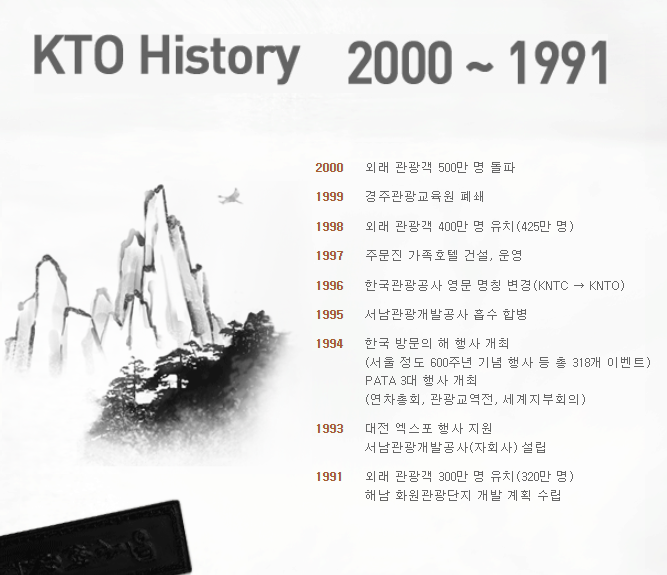 KTO History 2000 ~ 1991
2000 외래 관광객 500만 명 돌파
1999 경주관광교육원 폐쇄
1998 외래 관광객 400만 명 유치(425만 명)
1997 주문진 가족호텔 건설, 운영
1996 한국관광공사 영문 명칭 변경(KNTC → KNTO)
1995 서남관광개발공사 흡수 합병
1994 한국 방문의 해 행사 개최
(서울 정도 600주년 기념 행사 등 총 318개 이벤트)
PATA 3대 행사 개최
(연차총회, 관광교역전, 세계지부회의)
1993 대전 엑스포 행사 지원
서남관광개발공사(자회사) 설립
1991 외래 관광객 300만 명 유치(320만 명)
해남 화원관광단지 개발 계획 수립